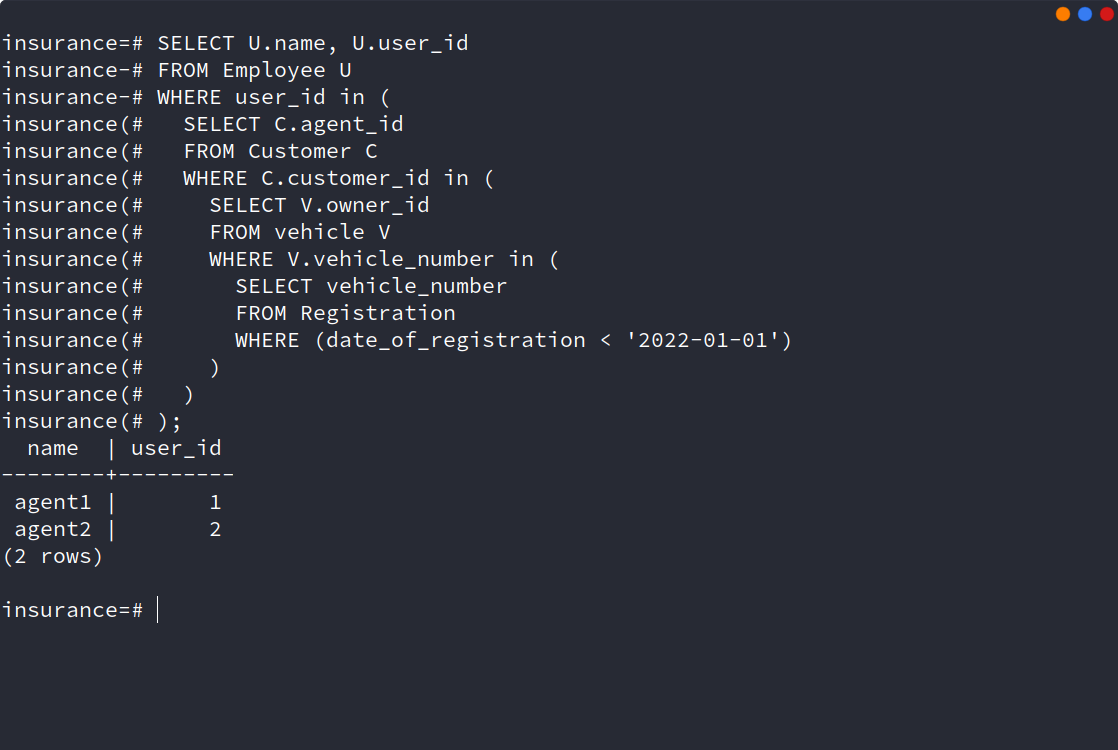 insurance=# SELECT U.name, U.user_id
insurance-# FROM Employee U
insurance-# WHERE user_id in (
insurance(#   SELECT C.agent_id
insurance(#   FROM Customer C
insurance(#   WHERE C.customer_id in (
insurance(#     SELECT V.owner_id
insurance(#     FROM vehicle V
insurance(#     WHERE V.vehicle_number in (
insurance(#       SELECT vehicle_number
insurance(#       FROM Registration
insurance(#       WHERE (date_of_registration < '2022-01-01')
insurance(#     )
insurance(#   )
insurance(# );
  name  | user_id
--------+---------
 agent1 |       1
 agent2 |       2
(2 rows)
insurance=#